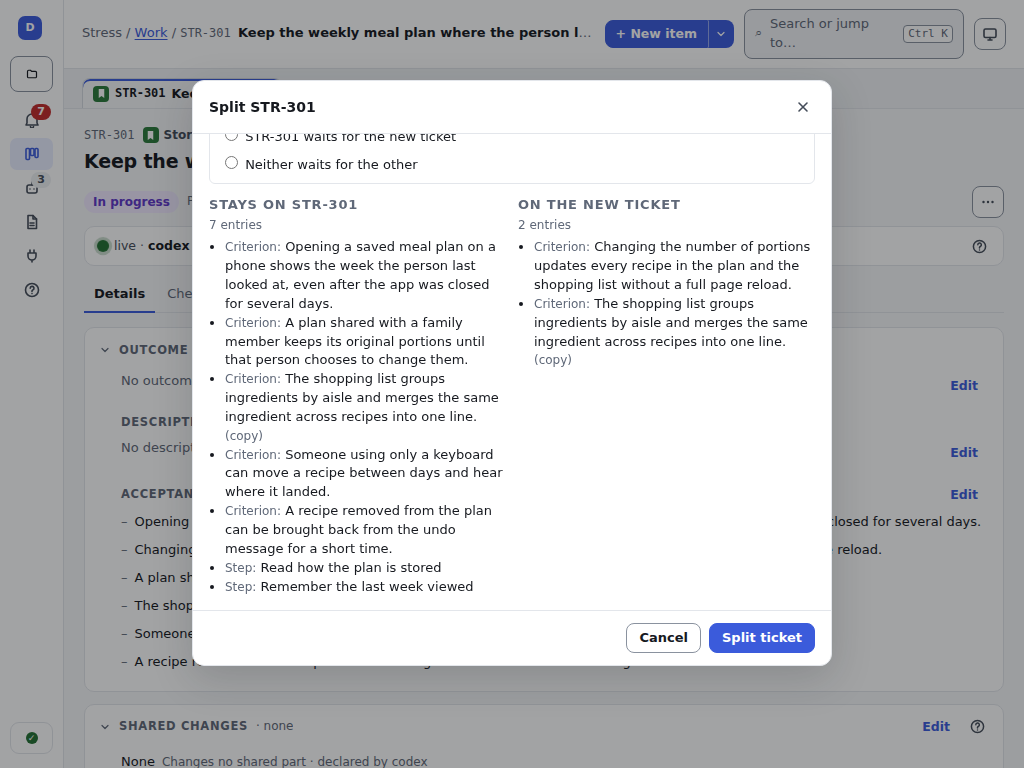 D
Stress / Work / STR-301 Keep the weekly meal plan where the person l…
+ New item
Search or jump to…
Ctrl K
7
3
STR-301
STR-301
Keep the w
In progress
live · codex
Details
OUTCOME
Edit
Edit
Edit
– Opening
closed for several days.
– Changing
reload.
– A plan sh
– The shop
– Someone
– A recipe
SHARED CHANGES · none
Edit
None Changes no shared part · declared by codex
Split STR-301
STR-301 waits for the new ticket
Neither waits for the other
STAYS ON STR-301
7 entries
• Criterion: Opening a saved meal plan on a
phone shows the week the person last
looked at, even after the app was closed
for several days.
• Criterion: A plan shared with a family
member keeps its original portions until
that person chooses to change them.
• Criterion: The shopping list groups
ingredients by aisle and merges the same
ingredient across recipes into one line.
(copy)
• Criterion: Someone using only a keyboard
can move a recipe between days and hear
where it landed.
• Criterion: A recipe removed from the plan
can be brought back from the undo
message for a short time.
• Step: Read how the plan is stored
• Step: Remember the last week viewed
ON THE NEW TICKET
2 entries
• Criterion: Changing the number of portions
updates every recipe in the plan and the
shopping list without a full page reload.
• Criterion: The shopping list groups
ingredients by aisle and merges the same
ingredient across recipes into one line.
(copy)
Cancel
Split ticket